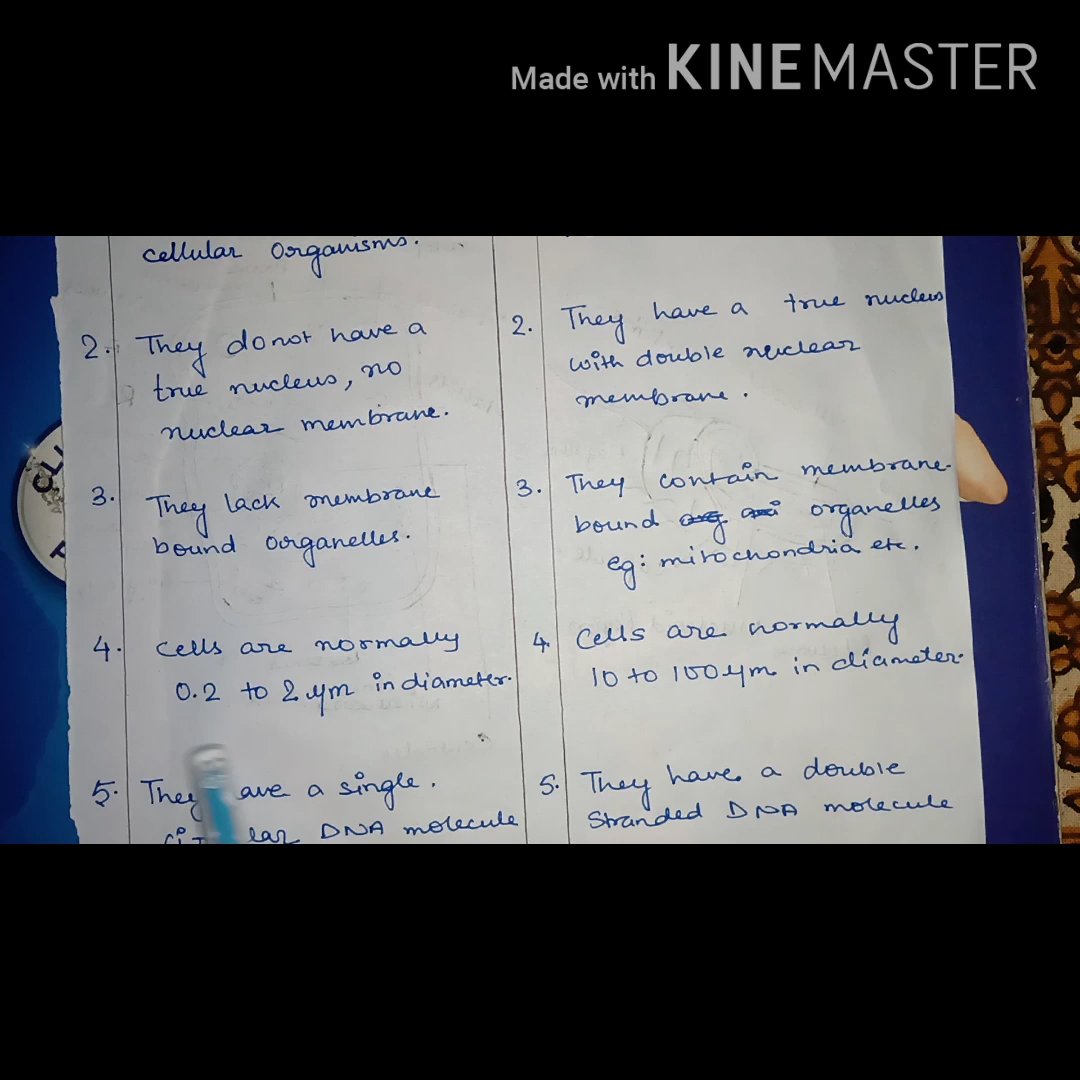 Made with KINEMASTER
cellular organisms.
2. They do not have a
true nucleus, no
nuclear membrane.
3. They lack membrane
bound organelles.
4. Cells are normally
0.2 to 2 µm in diameter.
5. They have a single.
DNA molecule
2. They have a true nucleus
with double nuclear
membrane.
3. They contain membrane-
bound organelles
eg: mitochondria etc.
4. Cells are normally
10 to 100 µm in diameter.
5. They have a double
stranded DNA molecule